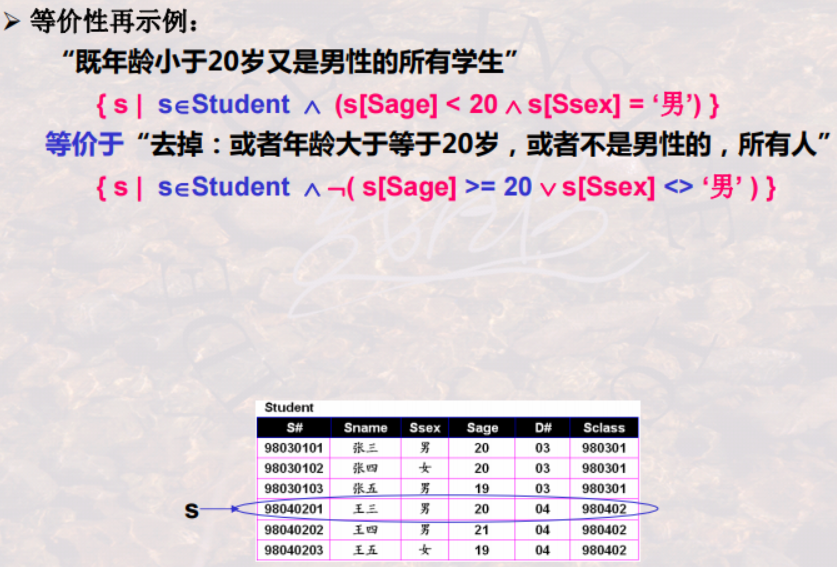 ➢ 等价性再示例：
“既年龄小于20岁又是男性的所有学生”
{ s | s∈Student ∧ (s[Sage] < 20 ∧ s[Ssex] = ‘男’) }
等价于“去掉：或者年龄大于等于20岁，或者不是男性的，所有人”
{ s | s∈Student ∧ ¬( s[Sage] >= 20 ∨ s[Ssex] <> ‘男’ ) }
Student
S# Sname Ssex Sage D# Sclass
98030101 张三 男 20 03 980301
98030102 张四 女 20 03 980301
98030103 张五 男 19 03 980301
s 98040201 王三 男 20 04 980402
98040202 王四 男 21 04 980402
98040203 王五 女 19 04 980402